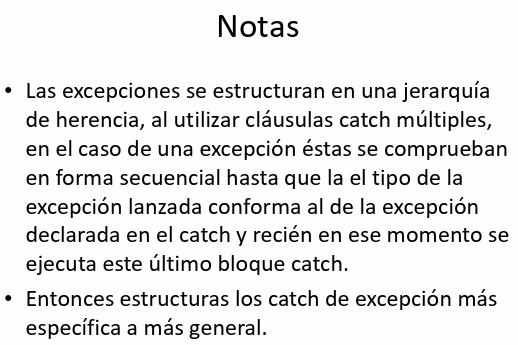 Notas
• Las excepciones se estructuran en una jerarquía
de herencia, al utilizar cláusulas catch múltiples,
en el caso de una excepción éstas se comprueban
en forma secuencial hasta que la el tipo de la
excepción lanzada conforma al de la excepción
declarada en el catch y recién en ese momento se
ejecuta este último bloque catch.
• Entonces estructuras los catch de excepción más
específica a más general.